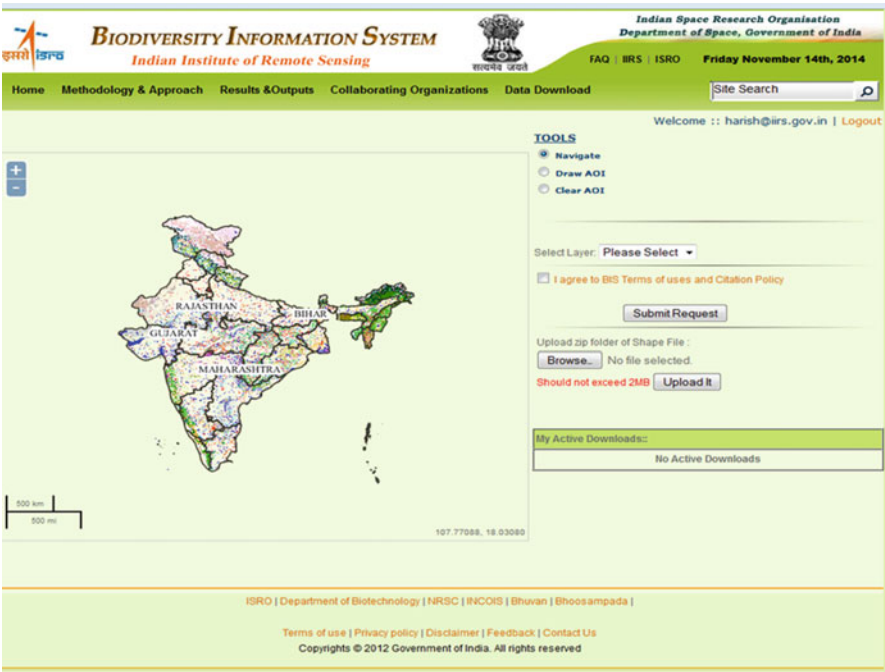 इसरो isro
BIODIVERSITY INFORMATION SYSTEM
Indian Institute of Remote Sensing
सत्यमेव जयते
Indian Space Research Organisation
Department of Space, Government of India
FAQ | IIRS | ISRO Friday November 14th, 2014
Home Methodology & Approach Results &Outputs Collaborating Organizations Data Download Site Search
Welcome :: harish@iirs.gov.in | Logout
TOOLS
Navigate
Draw AOI
Clear AOI
+
-
Select Layer: Please Select
I agree to BIS Terms of uses and Citation Policy
Submit Request
Upload zip folder of Shape File :
Browse.. No file selected.
Should not exceed 2MB Upload It
My Active Downloads::
No Active Downloads
RAJASTHAN
BIHAR
GUJARAT
MAHARASHTRA
500 km
500 mi
107.77088, 18.03080
ISRO | Department of Biotechnology | NRSC | INCOIS | Bhuvan | Bhoosampada |
Terms of use | Privacy policy | Disclaimer | Feedback | Contact Us
Copyrights © 2012 Government of India. All rights reserved